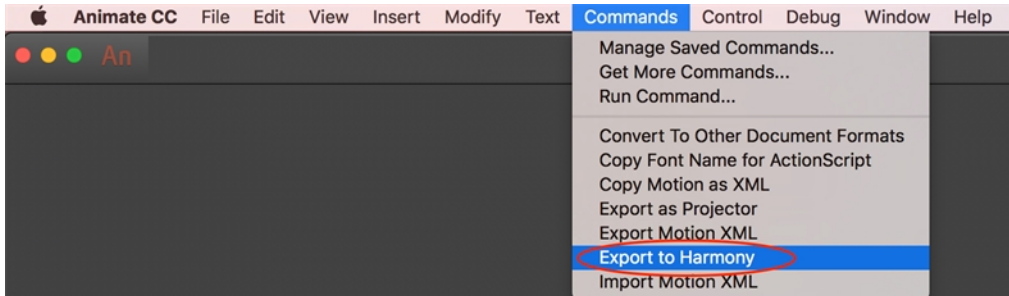 Animate CC File Edit View Insert Modify Text Commands Control Debug Window Help
An
Manage Saved Commands...
Get More Commands...
Run Command...
Convert To Other Document Formats
Copy Font Name for ActionScript
Copy Motion as XML
Export as Projector
Export Motion XML
Export to Harmony
Import Motion XML